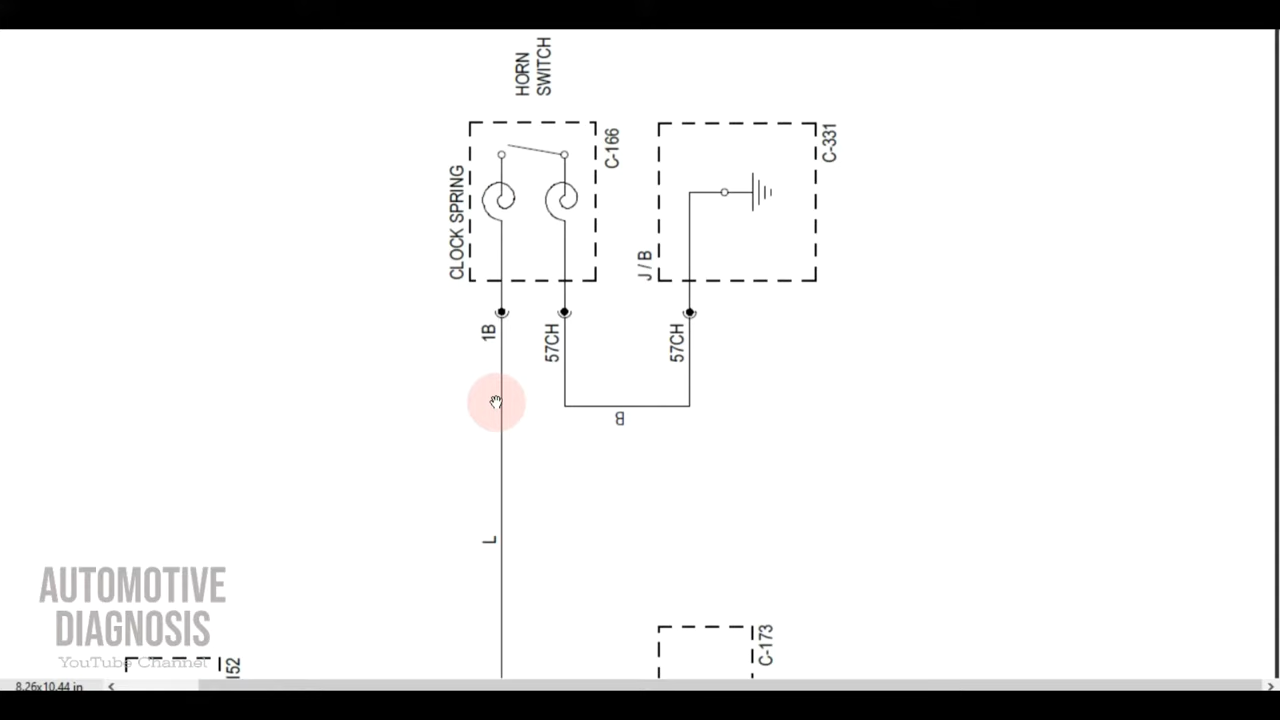 HORN
SWITCH
CLOCK SPRING
C-166
J / B
C-331
1B
57CH
57CH
B
L
C-173
AUTOMOTIVE
DIAGNOSIS
YouTube Channel
8.26x10.44 in